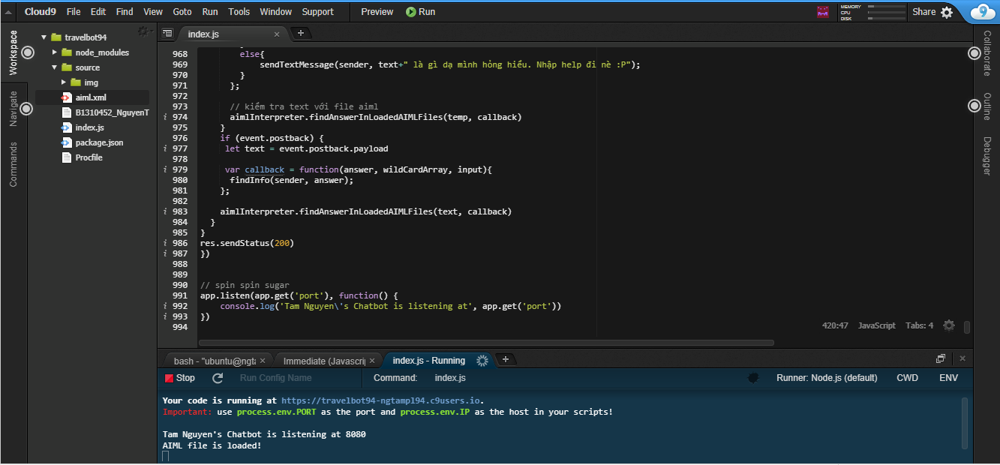 Cloud9 File Edit Find View Goto Run Tools Window Support Preview Run MEMORY CPU DISK Share 9
Workspace
Navigate
Commands
travelbot94
node_modules
source
img
aiml.xml
B1310452_NguyenT
index.js
package.json
Procfile
index.js
968 else{
969 sendTextMessage(sender, text+" là gì dạ mình hỏng hiểu. Nhập help đi nè :P");
970 }
971 };
972
973 // kiểm tra text với file aiml
i 974 aimlInterpreter.findAnswerInLoadedAIMLFiles(temp, callback)
975 }
976 if (event.postback) {
i 977 let text = event.postback.payload
978
i 979 var callback = function(answer, wildCardArray, input){
980 findInfo(sender, answer);
981 };
982
i 983 aimlInterpreter.findAnswerInLoadedAIMLFiles(text, callback)
984 }
985 }
i 986 res.sendStatus(200)
i 987 })
988
989
990 // spin spin sugar
991 app.listen(app.get('port'), function() {
i 992 console.log('Tam Nguyen\'s Chatbot is listening at', app.get('port'))
i 993 })
994
420:47 JavaScript Tabs: 4
Collaborate
Outline
Debugger
bash - "ubuntu@ngta Immediate (Javascrip index.js - Running
Stop Run Config Name Command: index.js Runner: Node.js (default) CWD ENV
Your code is running at https://travelbot94-ngtampl94.c9users.io.
Important: use process.env.PORT as the port and process.env.IP as the host in your scripts!
Tam Nguyen's Chatbot is listening at 8080
AIML file is loaded!